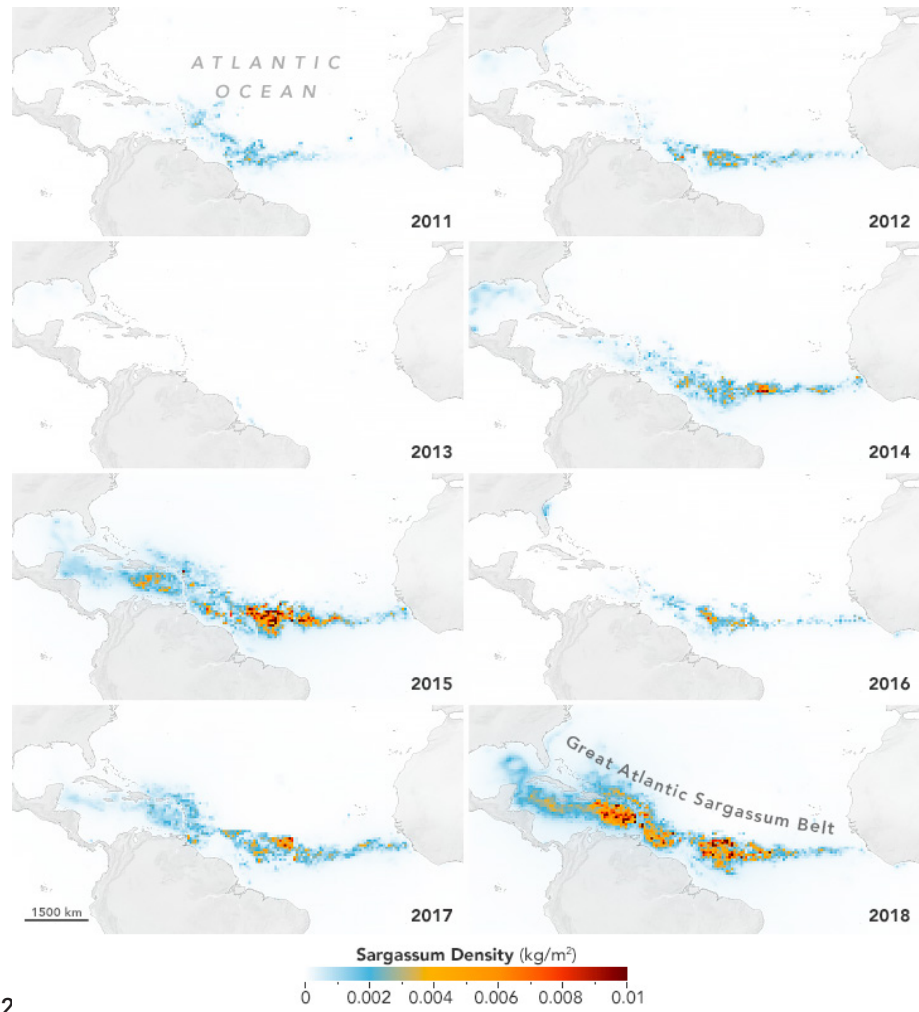 ATLANTIC
OCEAN
2011
2012
2013
2014
2015
2016
Great Atlantic Sargassum Belt
1500 km
2017
2018
Sargassum Density (kg/m²)
0 0.002 0.004 0.006 0.008 0.01
2